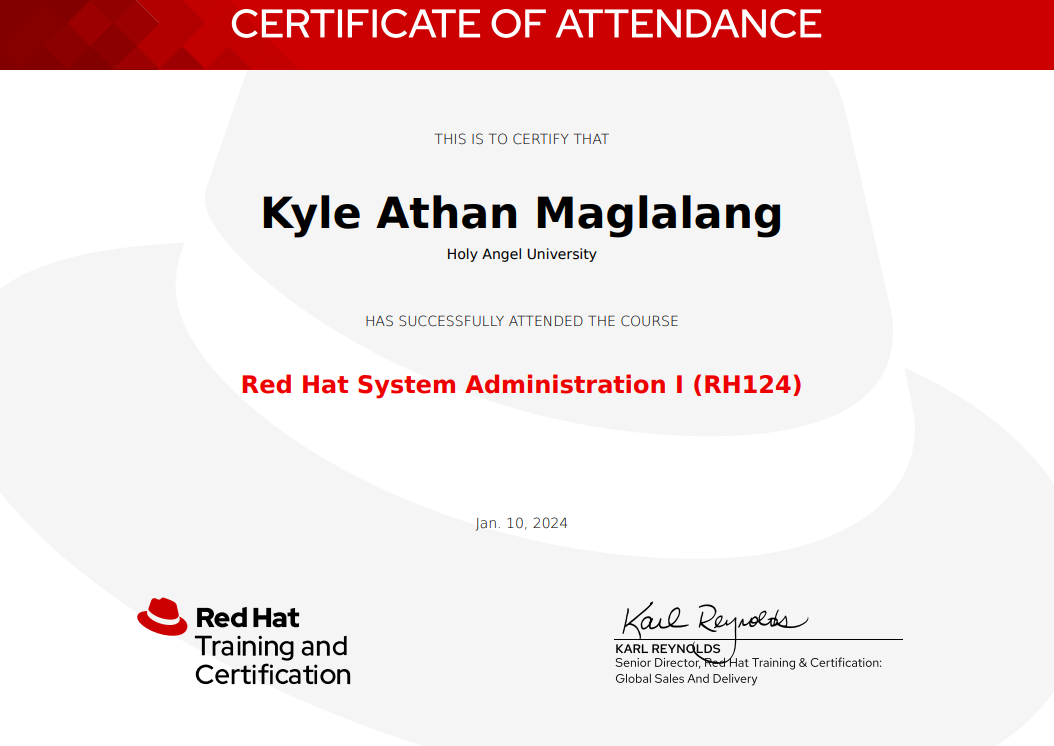 CERTIFICATE OF ATTENDANCE
THIS IS TO CERTIFY THAT
Kyle Athan Maglalang
Holy Angel University
HAS SUCCESSFULLY ATTENDED THE COURSE
Red Hat System Administration I (RH124)
Jan. 10, 2024
Red Hat
Training and
Certification
Karl Reynolds
KARL REYNOLDS
Senior Director, Red Hat Training & Certification:
Global Sales And Delivery